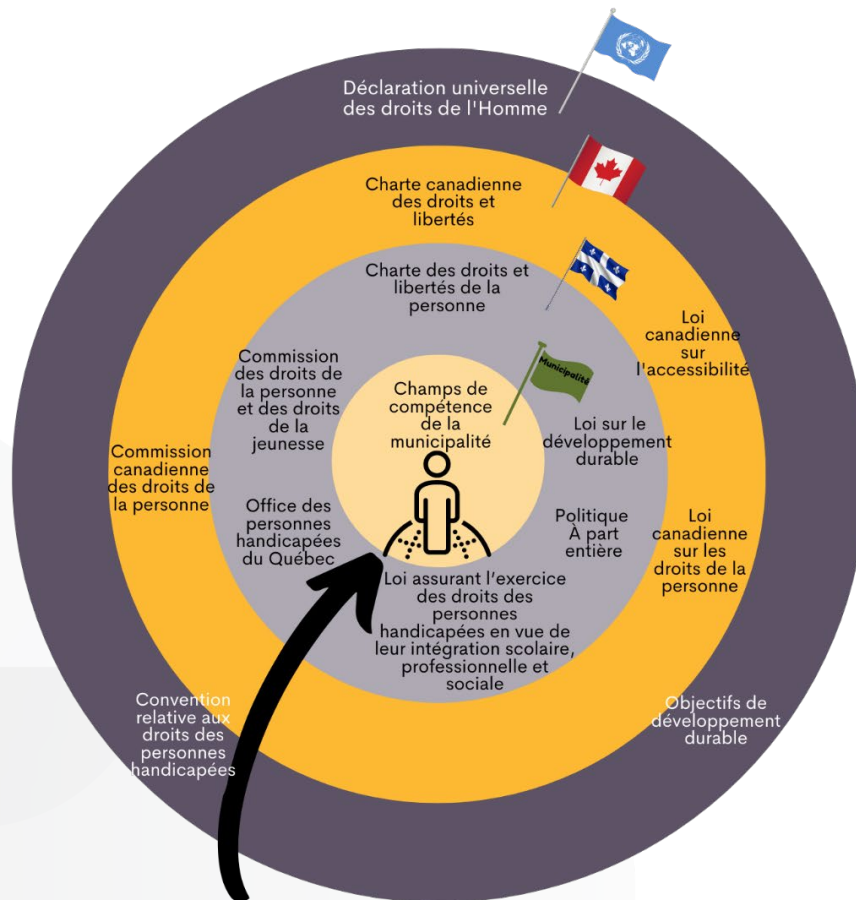 Déclaration universelle
des droits de l'Homme
Charte canadienne
des droits et
libertés
Charte des droits et
libertés de la
personne
Loi
canadienne
sur
l'accessibilité
Municipalité
Commission
des droits de
la personne
et des droits
de la
jeunesse
Champs de
compétence
de la
municipalité
Loi sur le
développement
durable
Commission
canadienne
des droits de
la personne
Office des
personnes
handicapées
du Québec
Politique
À part
entière
Loi
canadienne
sur les
droits de la
personne
Loi assurant l’exercice
des droits des
personnes
handicapées en vue de
leur intégration scolaire,
professionnelle et
sociale
Convention
relative aux
droits des
personnes
handicapées
Objectifs de
développement
durable